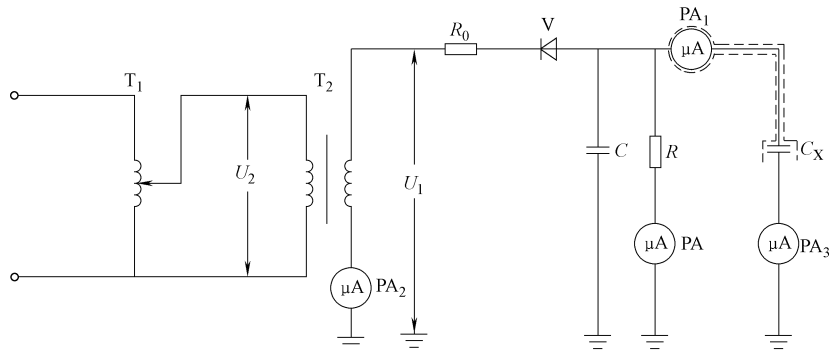 T₁
U₂
T₂
μA PA₂
U₁
R₀
V
C
R
μA PA
PA₁
μA
Cₓ
μA PA₃